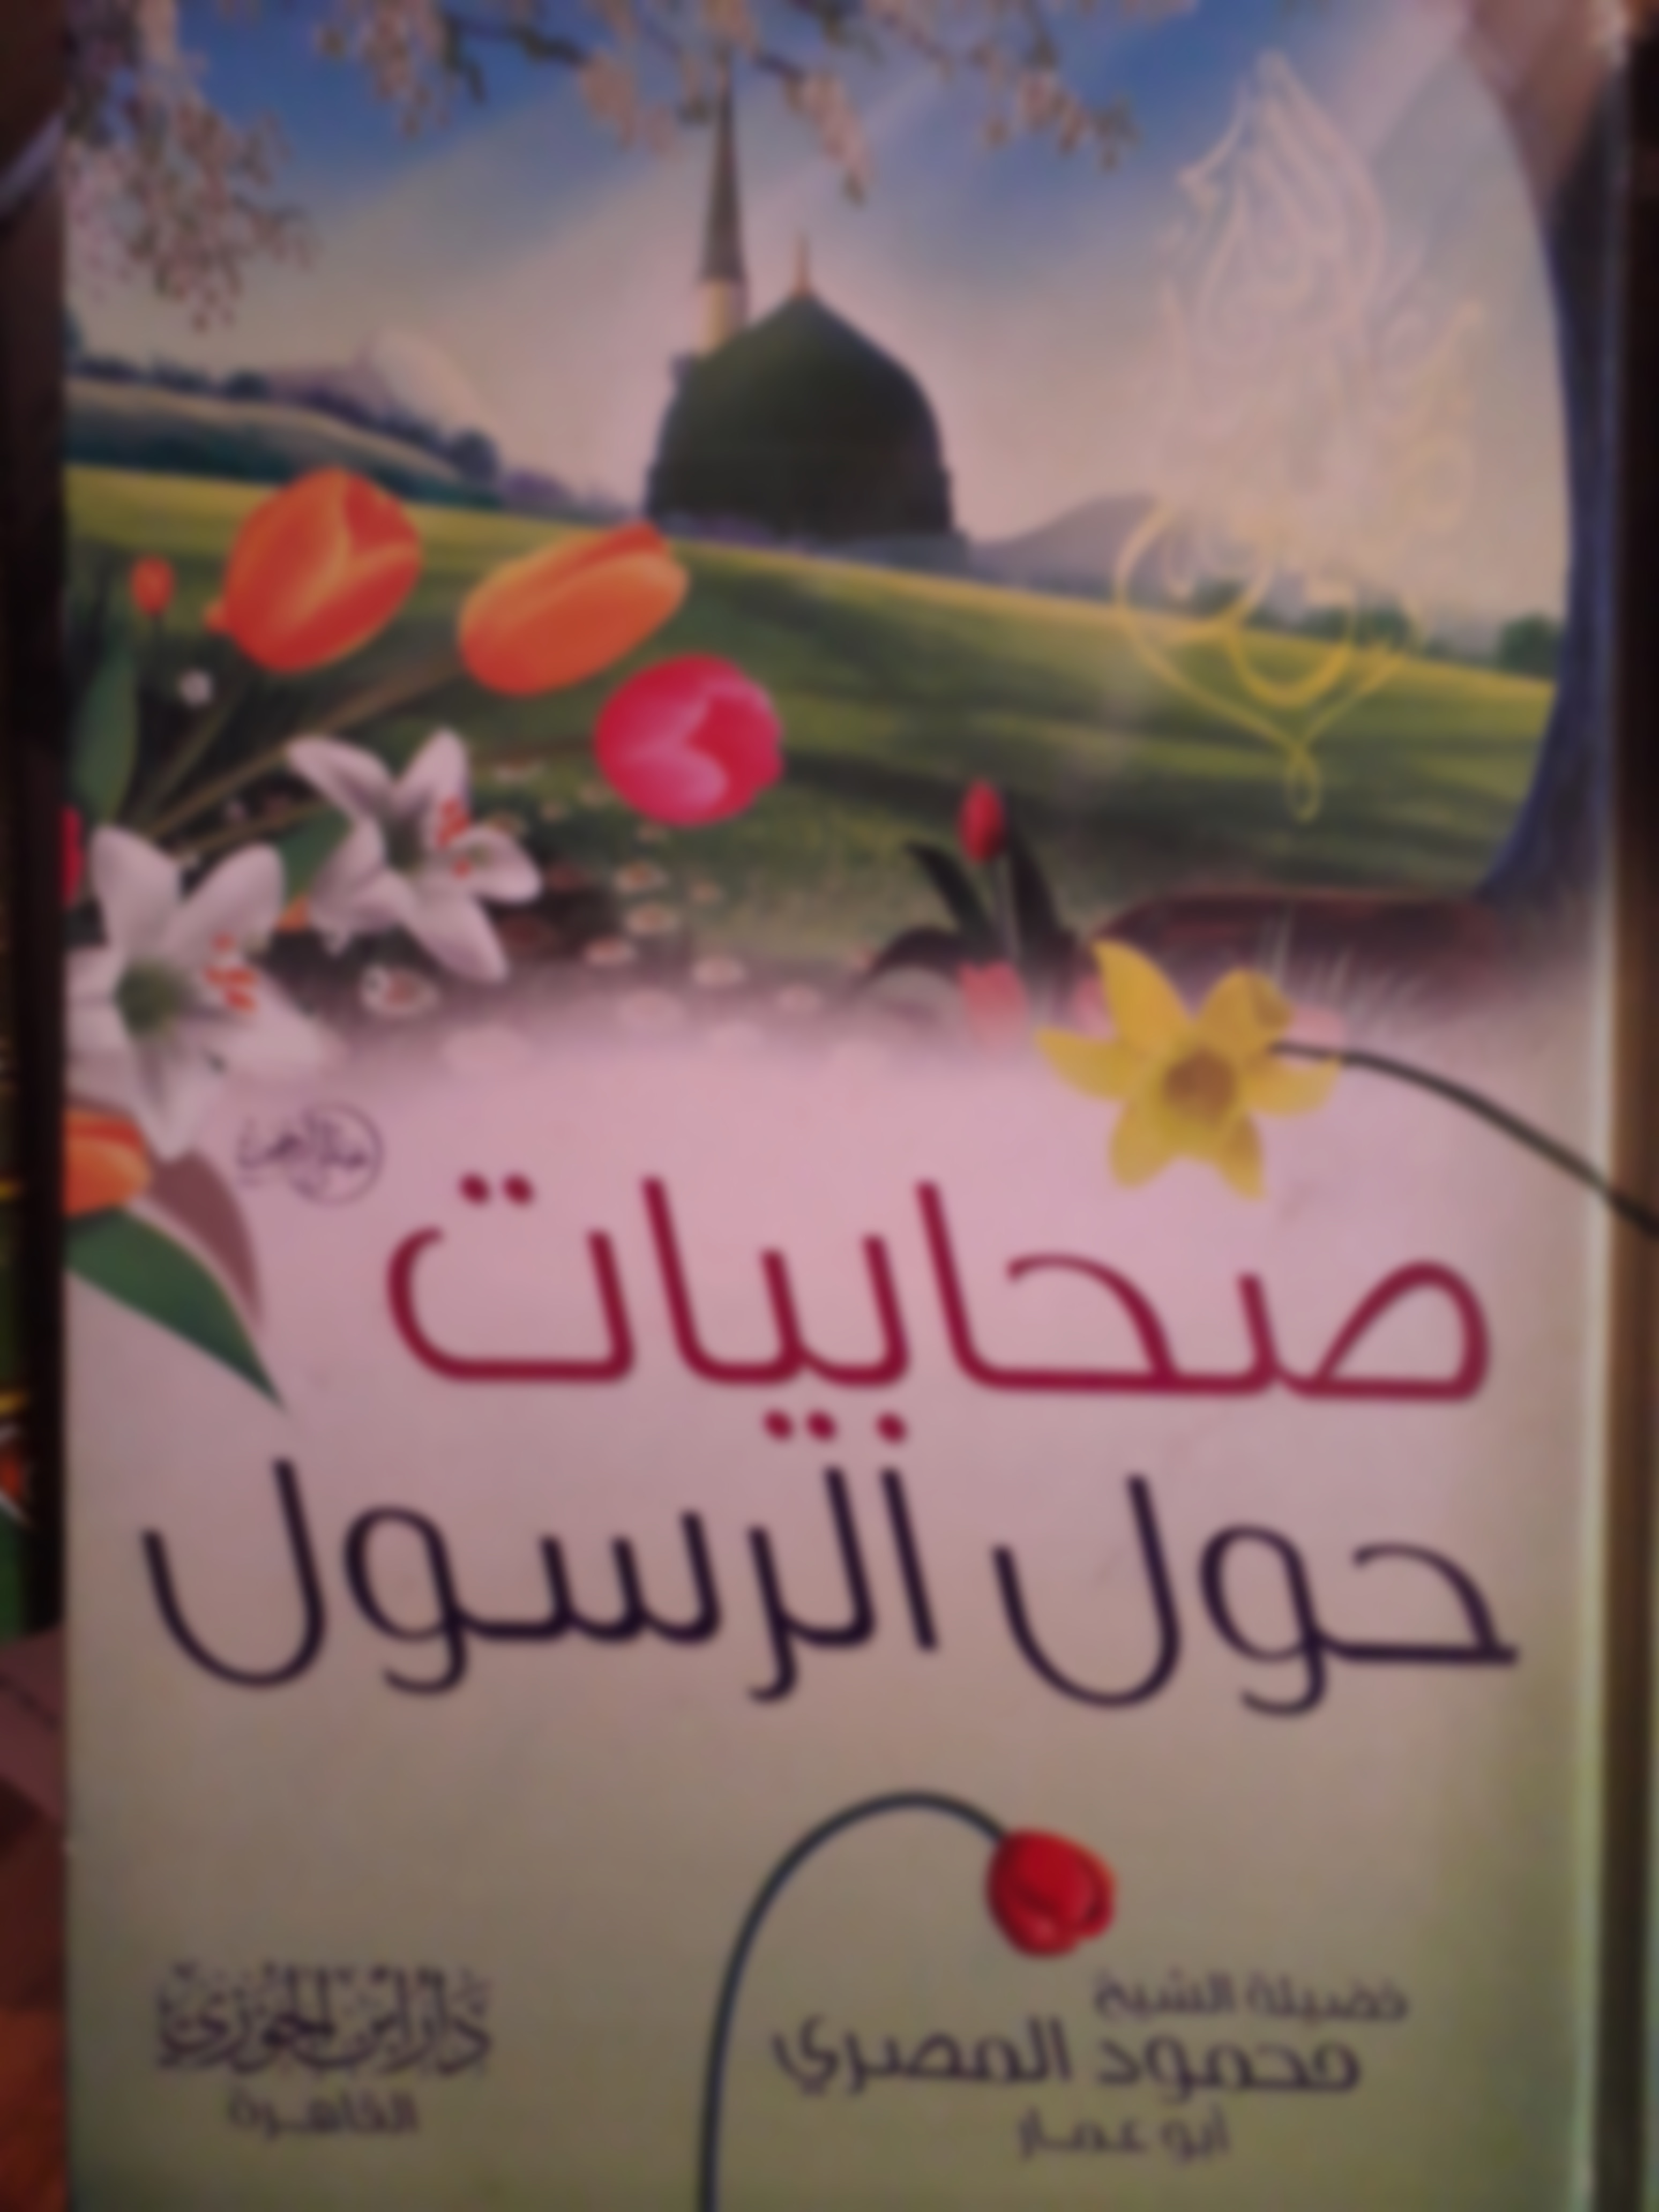 صحابيات
حول الرسول
فضيلة الشيخ
محمود المصري
أبو عمار
دار ابن الجوزي
القاهرة